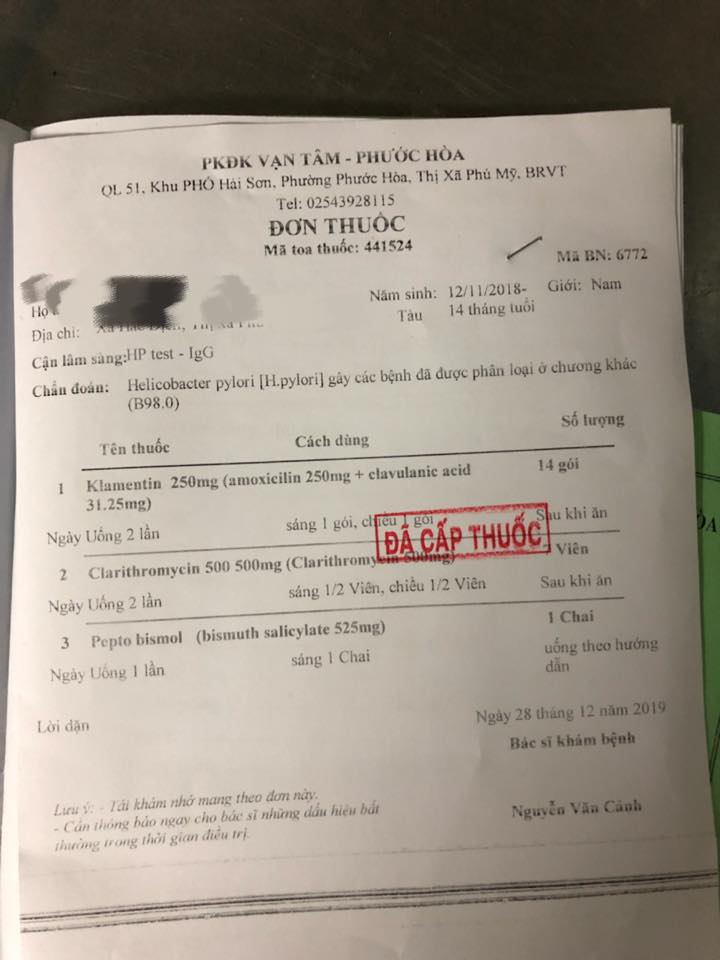 PKĐK VẠN TÂM - PHƯỚC HÒA
QL 51, Khu PHÓ Hải Sơn, Phường Phước Hòa, Thị Xã Phú Mỹ, BRVT
Tel: 02543928115
ĐƠN THUỐC
Mã toa thuốc: 441524
Mã BN: 6772
Họ
Năm sinh: 12/11/2018- Giới: Nam
Địa chỉ:
Tàu 14 tháng tuổi
Cận lâm sàng: HP test - IgG
Chẩn đoán: Helicobacter pylori [H.pylori] gây các bệnh đã được phân loại ở chương khác
(B98.0)
Tên thuốc Cách dùng Số lượng
1 Klamentin 250mg (amoxicilin 250mg + clavulanic acid 14 gói
31.25mg)
Ngày Uống 2 lần sáng 1 gói, chiều 1 gói Sau khi ăn
ĐÃ CẤP THUỐC
2 Clarithromycin 500 500mg (Clarithromycin 500mg) Viên
Ngày Uống 2 lần sáng 1/2 Viên, chiều 1/2 Viên Sau khi ăn
3 Pepto bismol (bismuth salicylate 525mg) 1 Chai
Ngày Uống 1 lần sáng 1 Chai uống theo hướng
dẫn
Lời dặn
Ngày 28 tháng 12 năm 2019
Bác sĩ khám bệnh
Lưu ý: - Tái khám nhớ mang theo đơn này.
- Cần thông báo ngay cho bác sĩ những dấu hiệu bất
thường trong thời gian điều trị.
Nguyễn Văn Cảnh